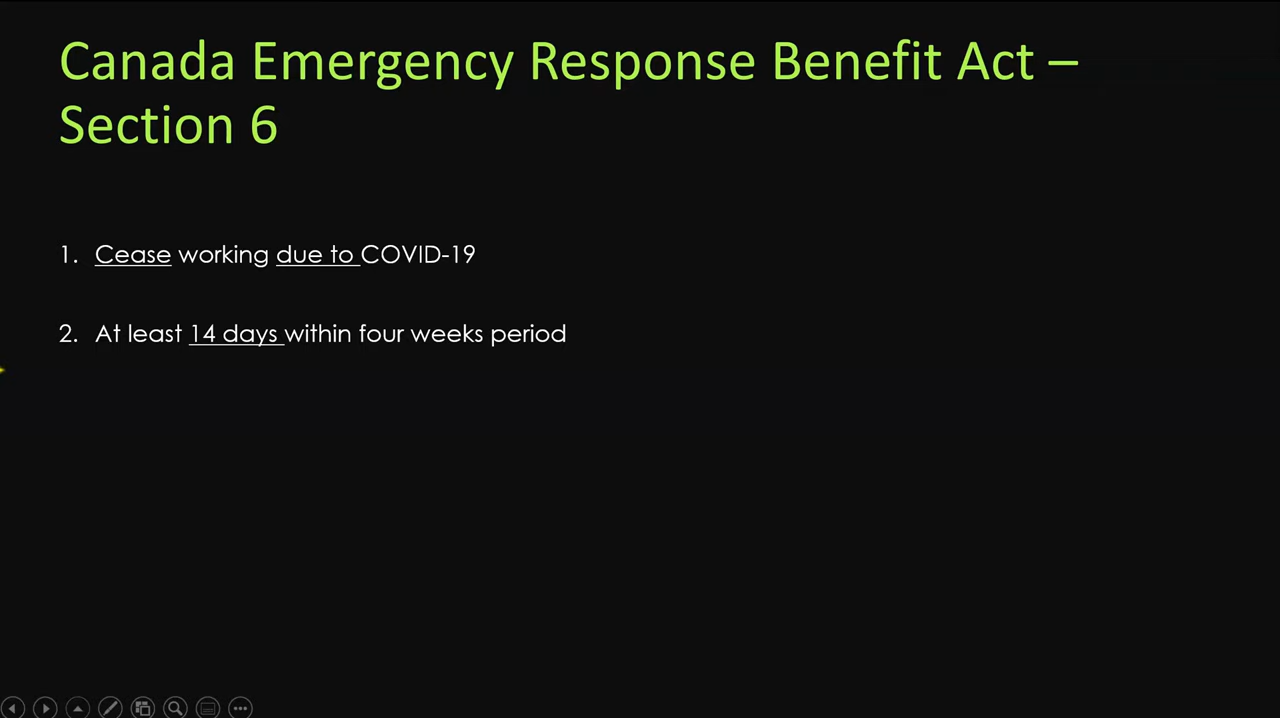 Canada Emergency Response Benefit Act –
Section 6
1. Cease working due to COVID-19
2. At least 14 days within four weeks period